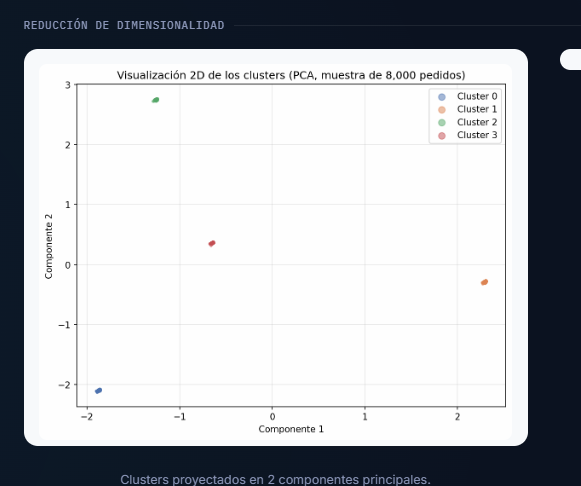 REDUCCIÓN DE DIMENSIONALIDAD
Visualización 2D de los clusters (PCA, muestra de 8,000 pedidos)
Cluster 0
Cluster 1
Cluster 2
Cluster 3
Componente 2
3
2
1
0
−1
−2
−2
−1
0
1
2
Componente 1
Clusters proyectados en 2 componentes principales.